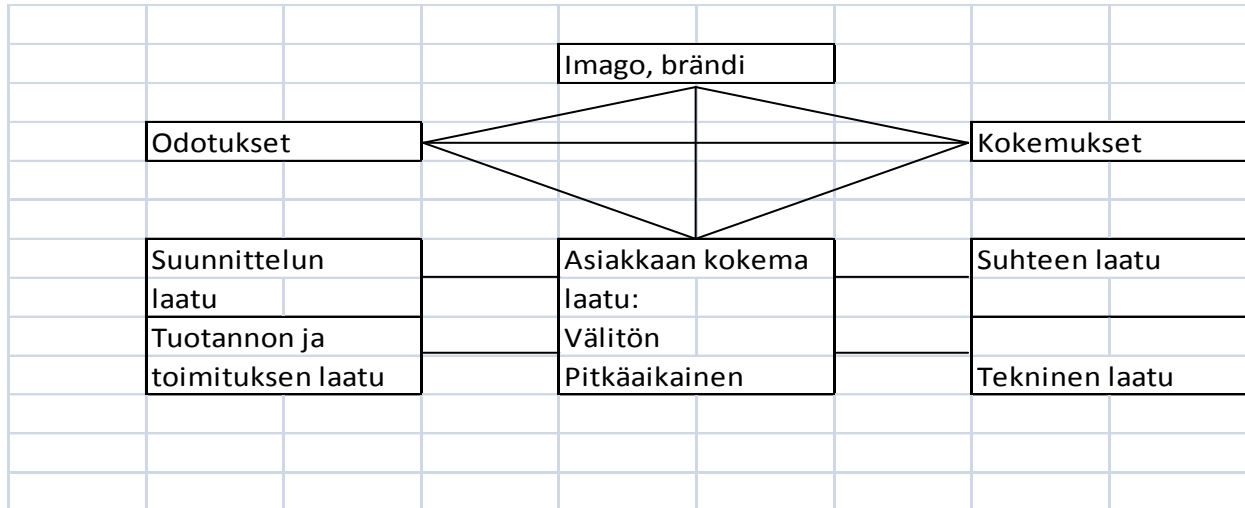 Imago, brändi
Odotukset
Kokemukset
Suunnittelun
laatu
Tuotannon ja
toimituksen laatu
Asiakkaan kokema
laatu:
Välitön
Pitkäaikainen
Suhteen laatu
Tekninen laatu